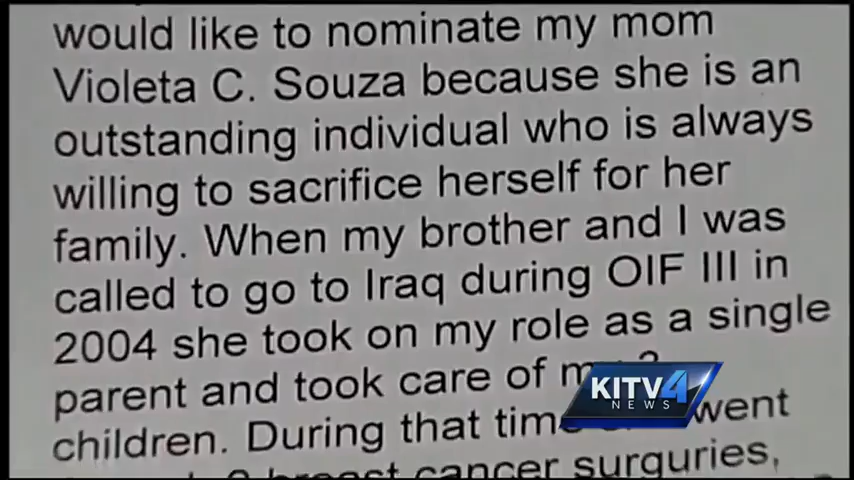 would like to nominate my mom
Violeta C. Souza because she is an
outstanding individual who is always
willing to sacrifice herself for her
family. When my brother and I was
called to go to Iraq during OIF III in
2004 she took on my role as a single
parent and took care of
children. During that went
breast cancer surguries,
KITV4
NEWS